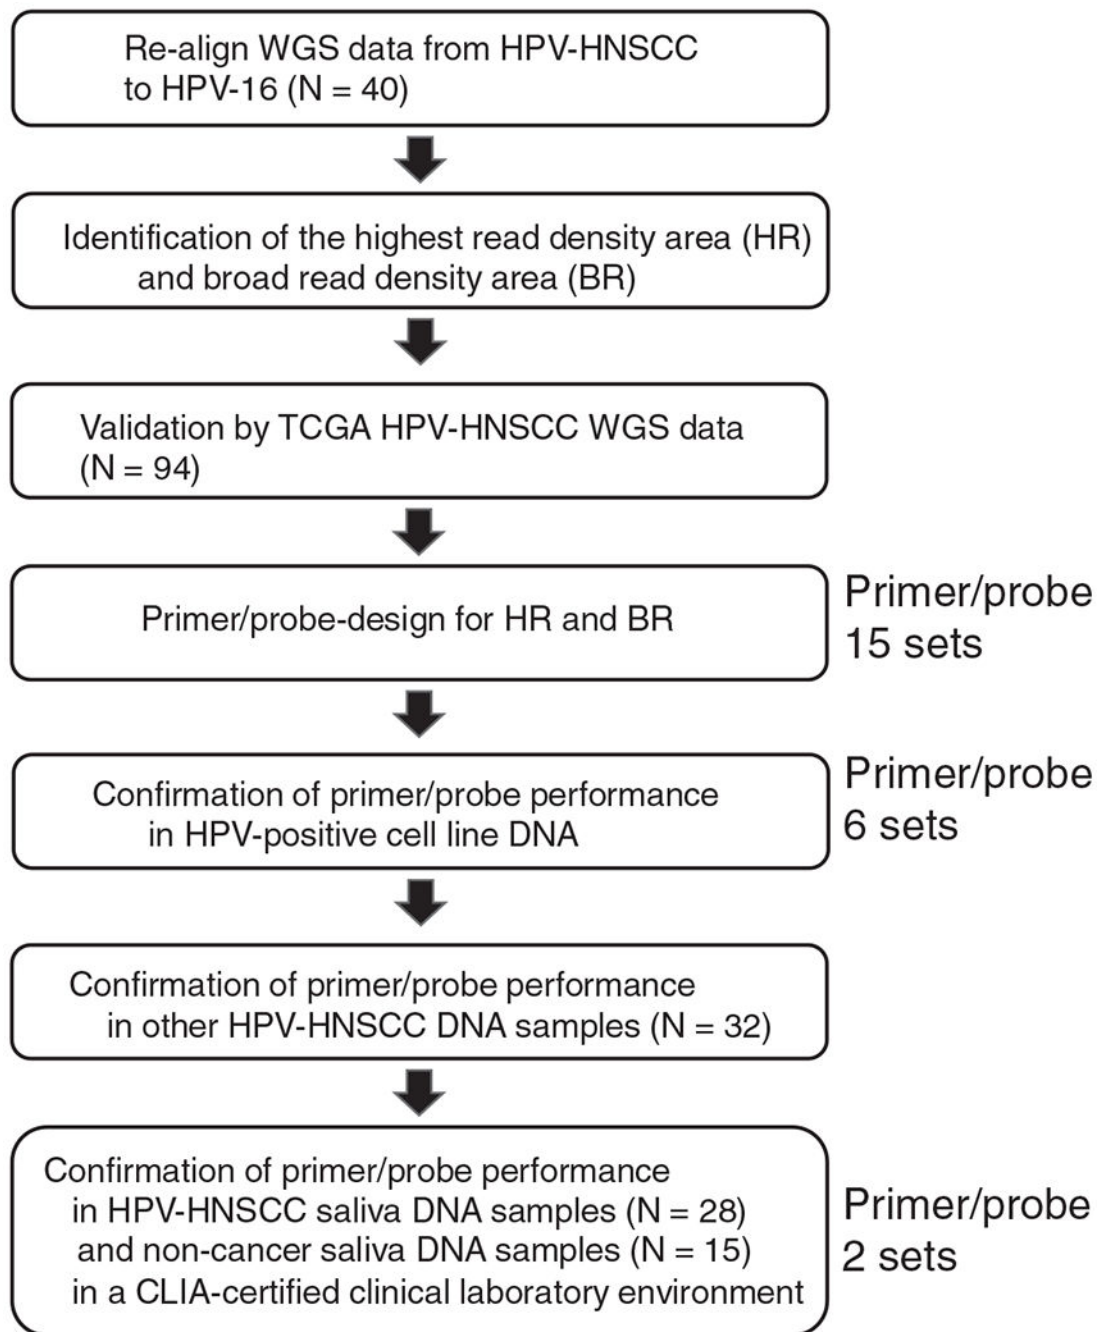 Re-align WGS data from HPV-HNSCC
to HPV-16 (N = 40)
Identification of the highest read density area (HR)
and broad read density area (BR)
Validation by TCGA HPV-HNSCC WGS data
(N = 94)
Primer/probe-design for HR and BR
Primer/probe
15 sets
Confirmation of primer/probe performance
in HPV-positive cell line DNA
Primer/probe
6 sets
Confirmation of primer/probe performance
in other HPV-HNSCC DNA samples (N = 32)
Confirmation of primer/probe performance
in HPV-HNSCC saliva DNA samples (N = 28)
and non-cancer saliva DNA samples (N = 15)
in a CLIA-certified clinical laboratory environment
Primer/probe
2 sets